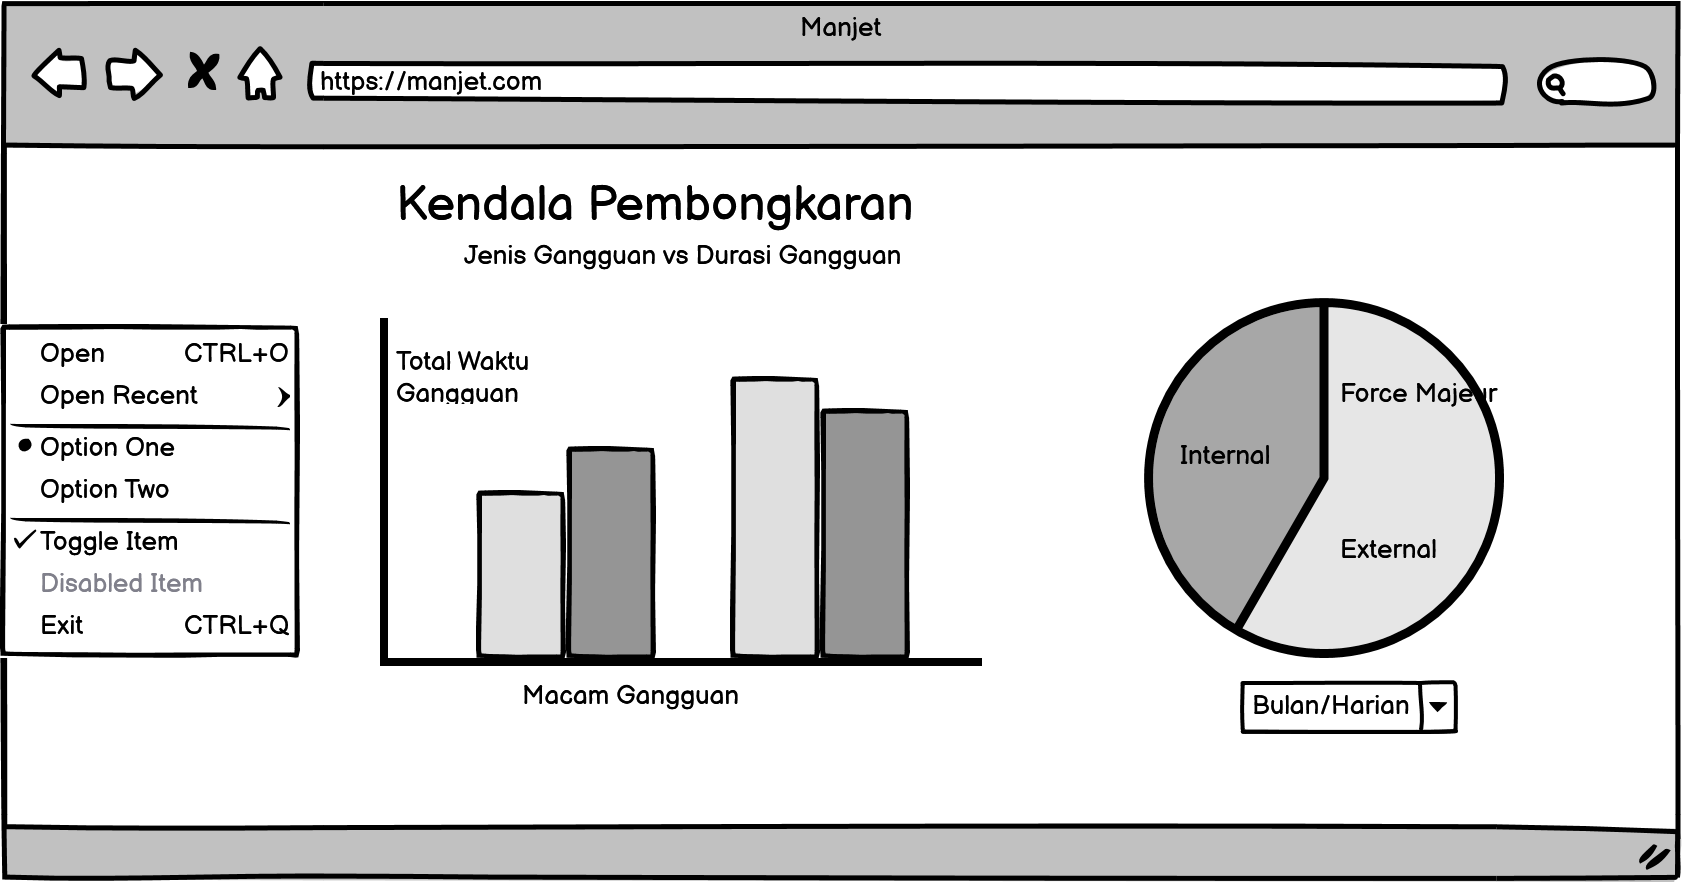 Manjet
https://manjet.com
Kendala Pembongkaran
Jenis Gangguan vs Durasi Gangguan
Open CTRL+O
Open Recent
Option One
Option Two
Toggle Item
Disabled Item
Exit CTRL+Q
Total Waktu
Gangguan
Macam Gangguan
Force Majeur
Internal
External
Bulan/Harian